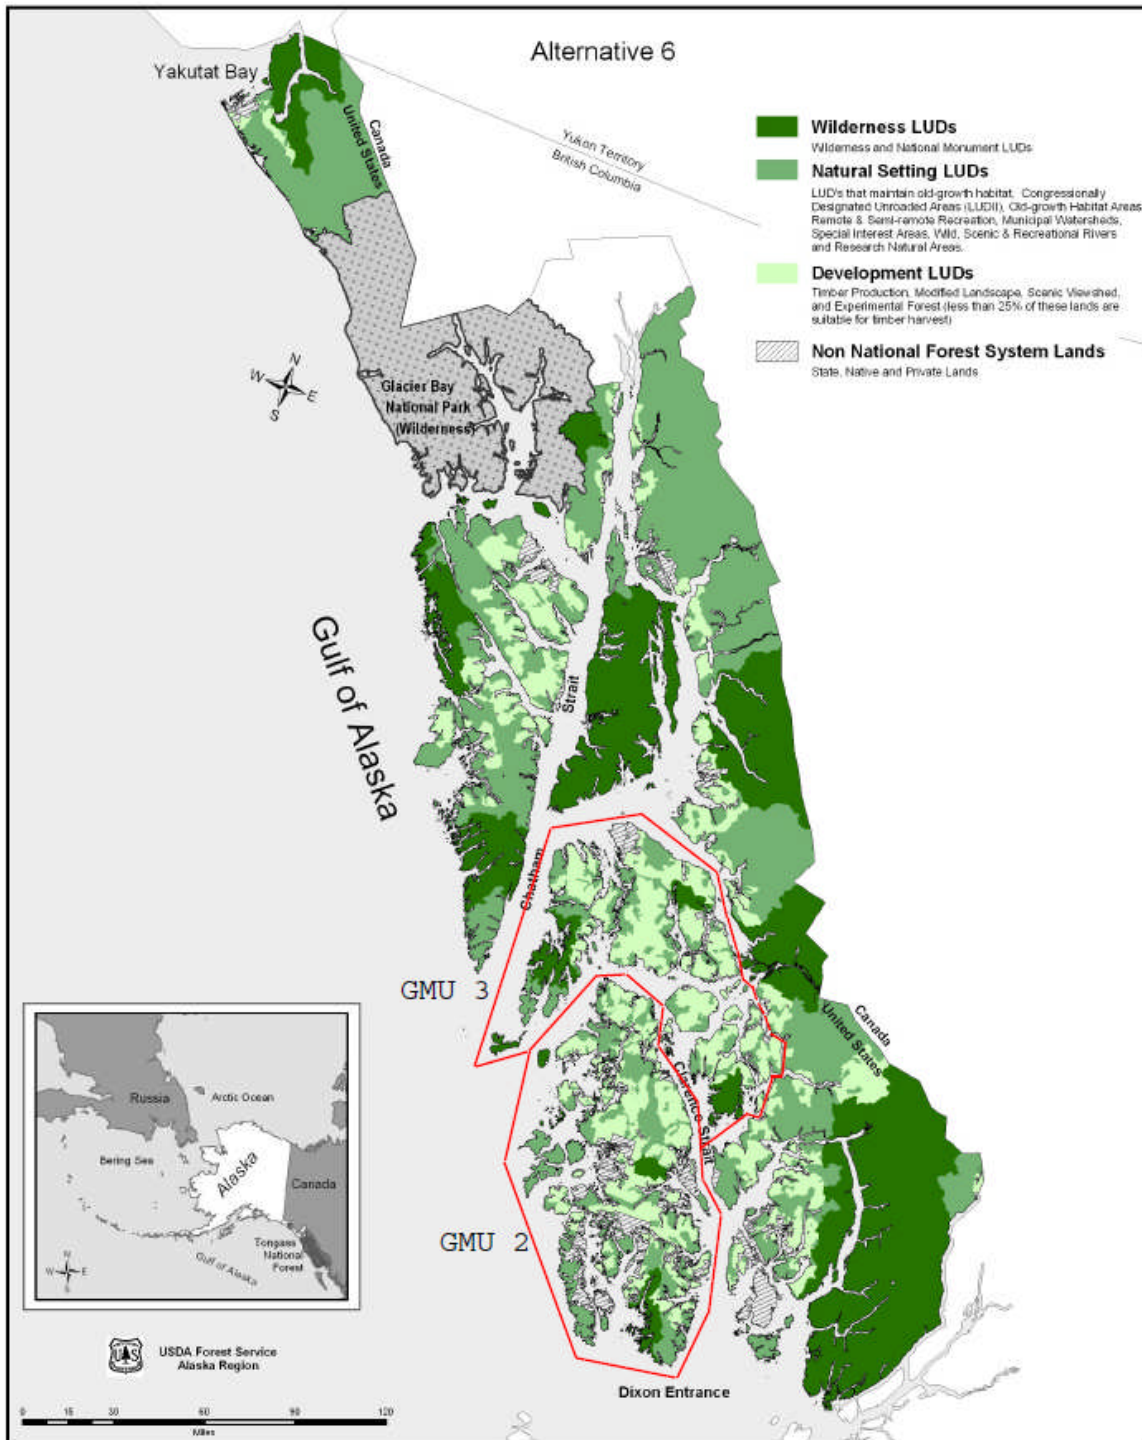 Alternative 6
Yakutat Bay
Canada
United States
Yukon Territory
British Columbia
Wilderness LUDs
Wilderness and National Monument LUDs
Natural Setting LUDs
LUD's that maintain old-growth habitat, Congressionally
Designated Unroaded Areas (LUDII), Old-growth Habitat Areas
Remote & Semi-remote Recreation, Municipal Watersheds,
Special Interest Areas, Wild, Scenic & Recreational Rivers
and Research Natural Areas.
Development LUDs
Timber Production, Modified Landscape, Scenic Viewshed,
and Experimental Forest (less than 25% of these lands are
suitable for timber harvest)
Non National Forest System Lands
State, Native and Private Lands
N
W
E
S
Glacier Bay
National Park
(Wilderness)
Gulf of Alaska
Strait
Chatham
GMU 3
Canada
United States
Clarence Strait
GMU 2
Dixon Entrance
Russia
Arctic Ocean
Bering Sea
Alaska
Canada
Tongass
National
Forest
Gulf of Alaska
N
W
E
S
UAS
USDA Forest Service
Alaska Region
0 15 30 60 90 120
Miles